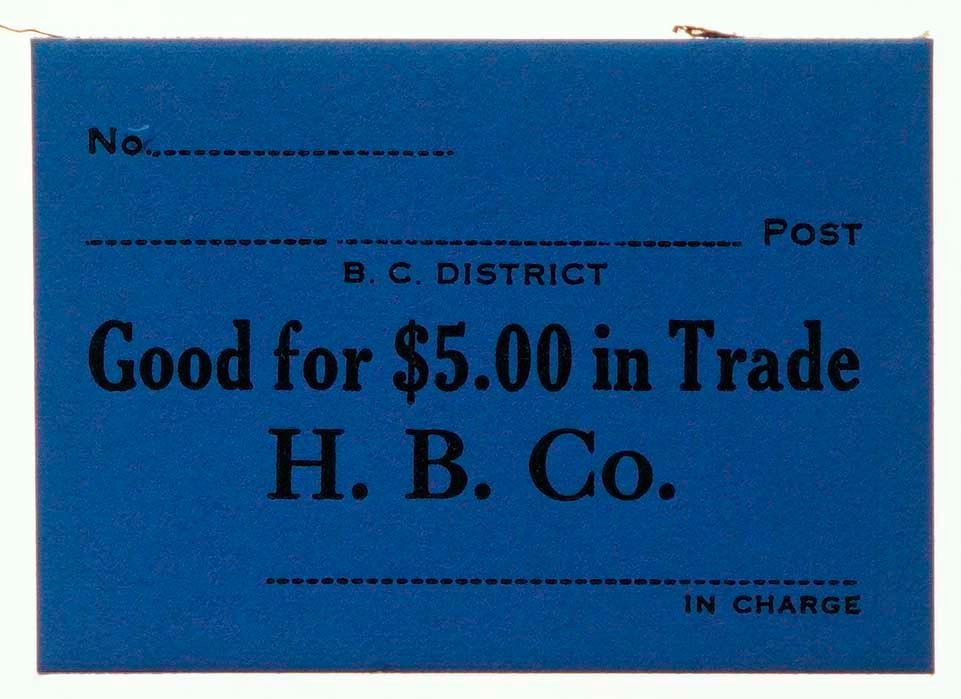 No.
Post
B. C. DISTRICT
Good for $5.00 in Trade
H. B. Co.
IN CHARGE